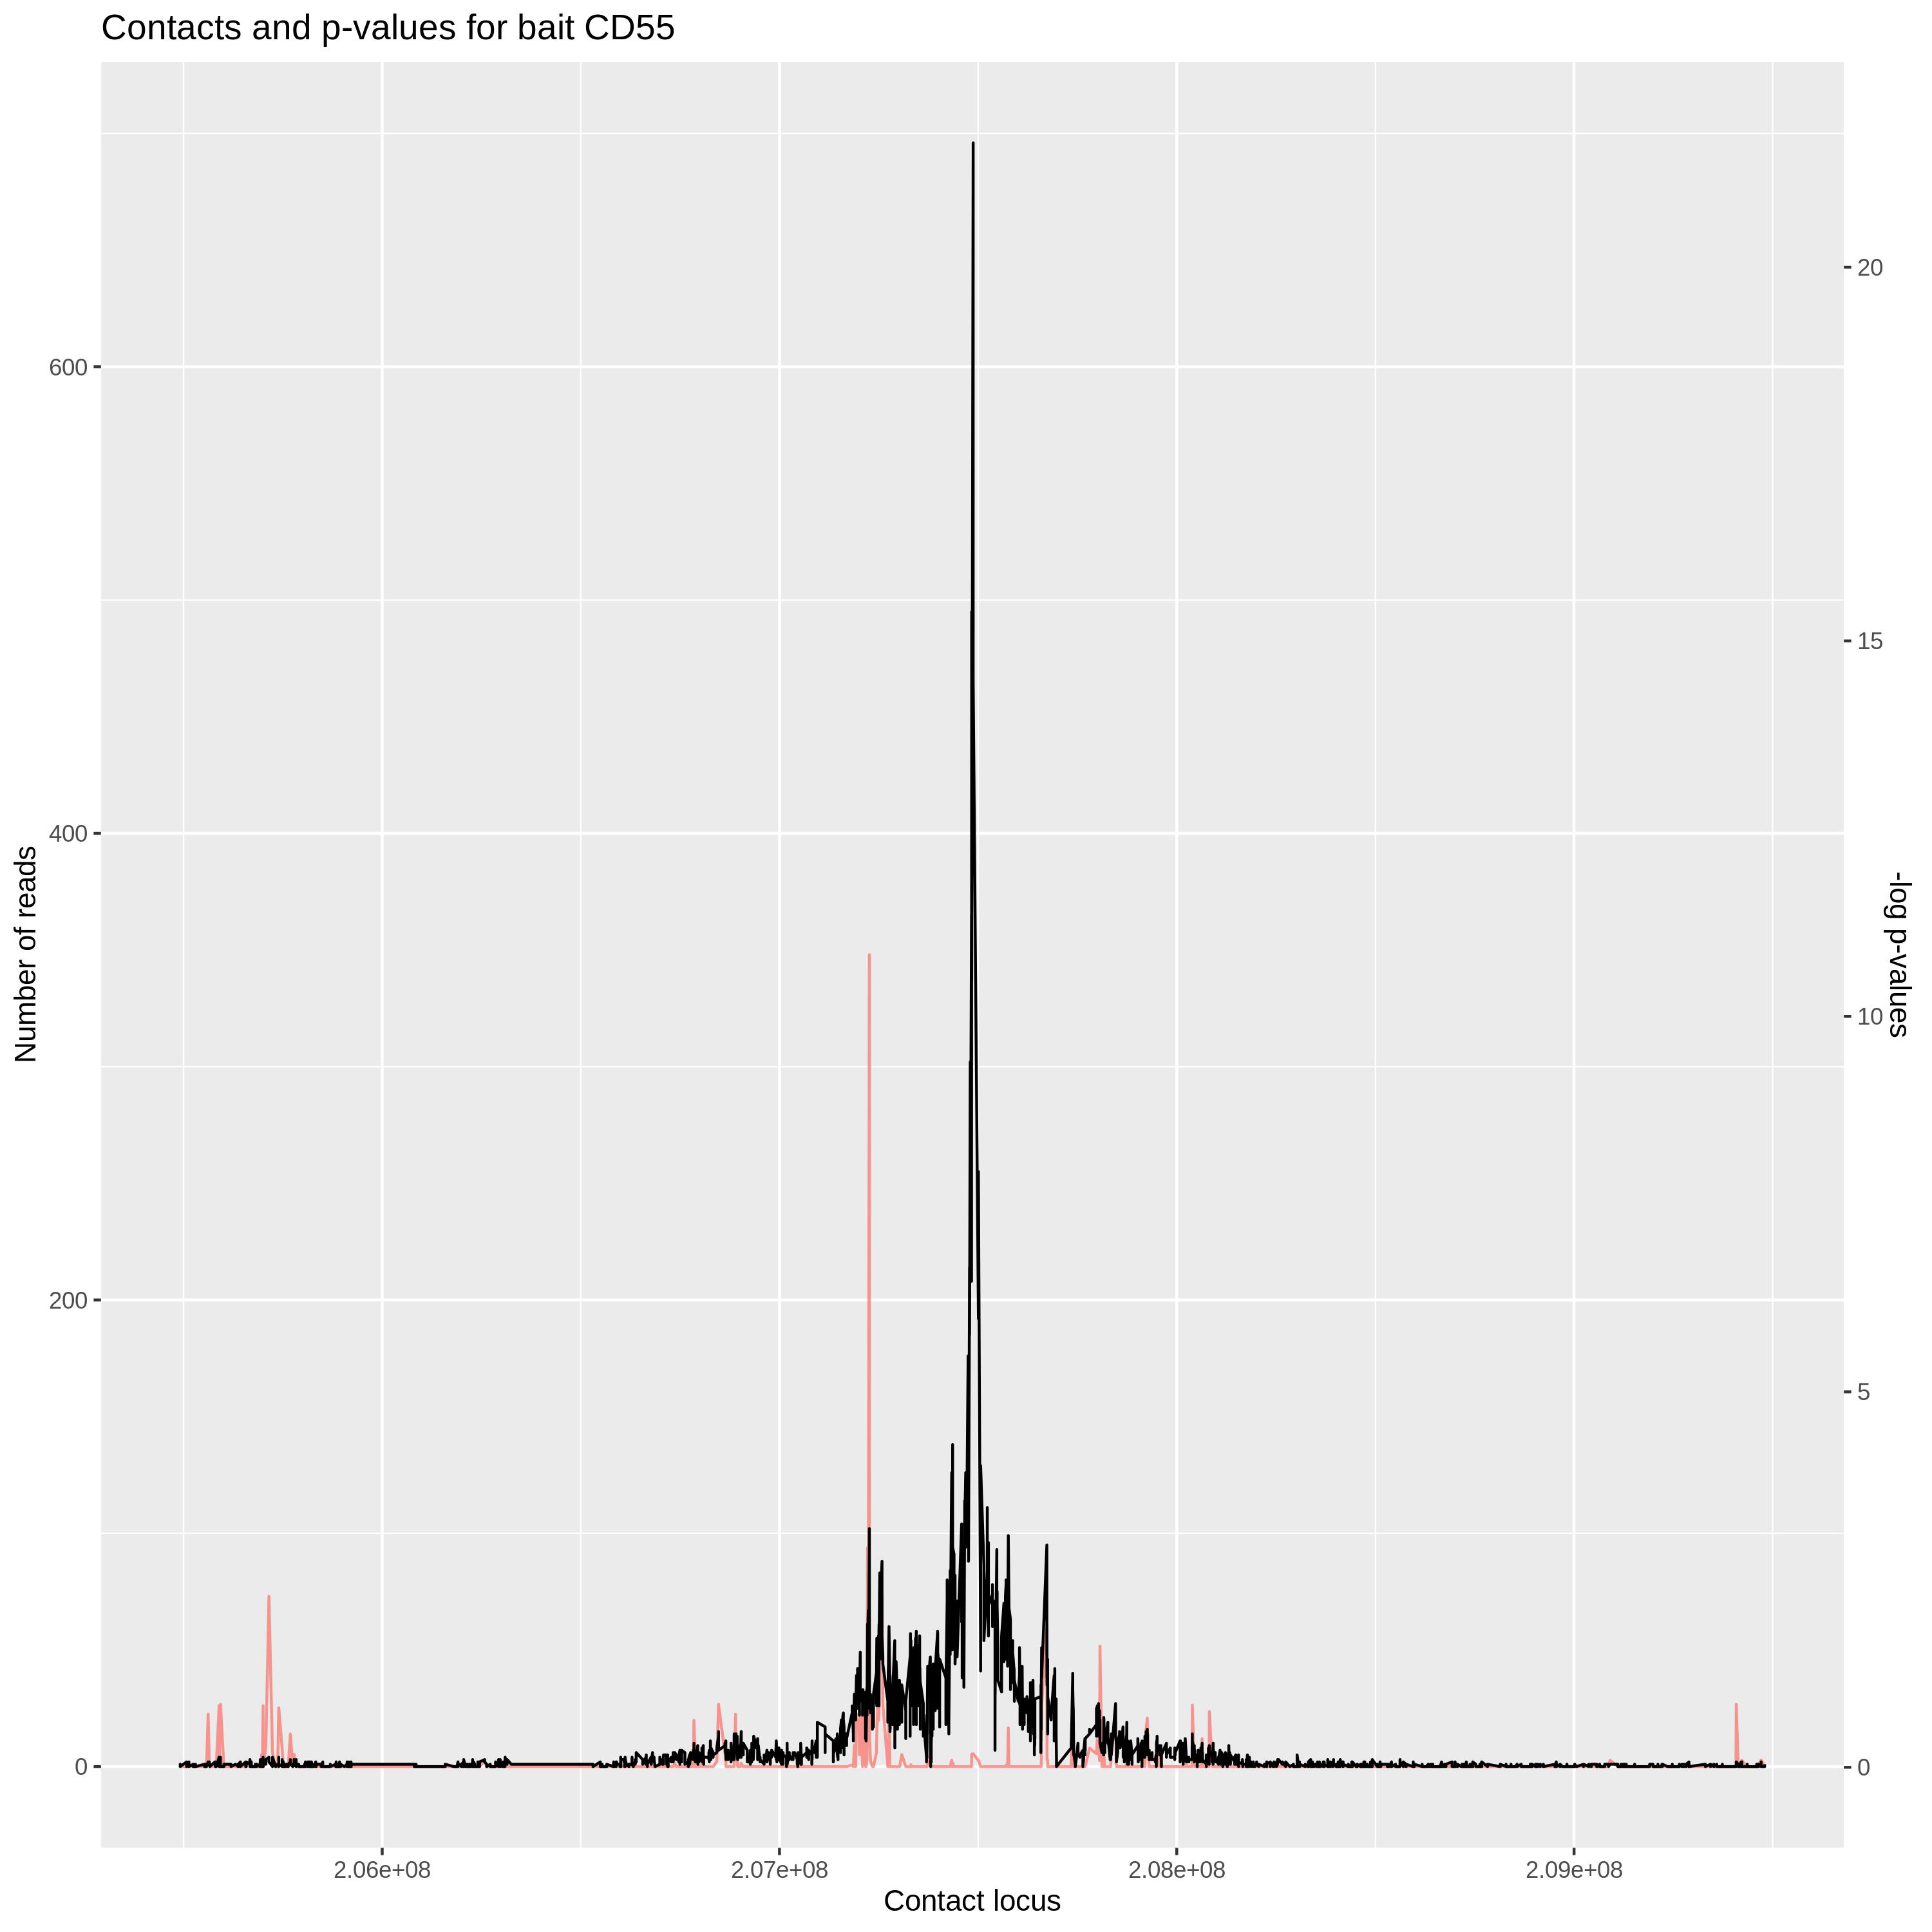 Contacts and p-values for bait CD55
Number of reads
600
400
200
0
20
15
10
5
0
-log p-values
2.06e+08
2.07e+08
2.08e+08
2.09e+08
Contact locus